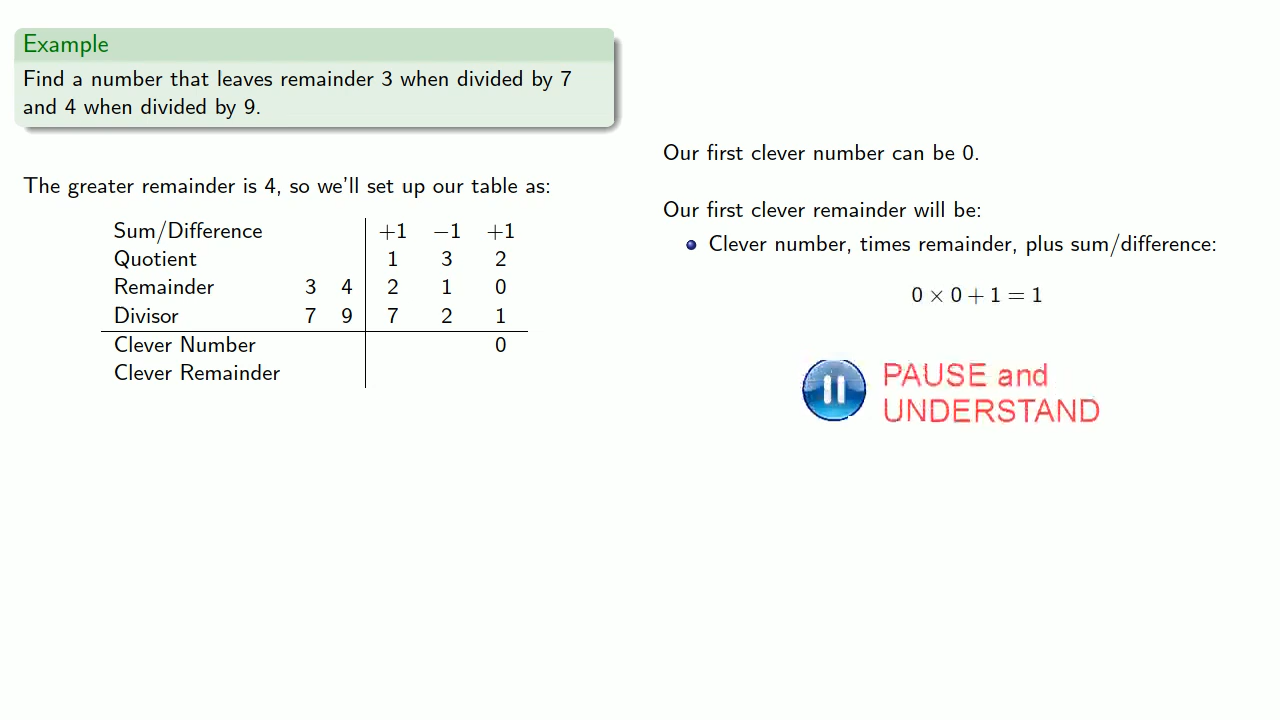 Example
Find a number that leaves remainder 3 when divided by 7
and 4 when divided by 9.
The greater remainder is 4, so we'll set up our table as:
Sum/Difference +1 −1 +1
Quotient 1 3 2
Remainder 3 4 2 1 0
Divisor 7 9 7 2 1
Clever Number 0
Clever Remainder
Our first clever number can be 0.
Our first clever remainder will be:
Clever number, times remainder, plus sum/difference:
0 × 0 + 1 = 1
PAUSE and
UNDERSTAND